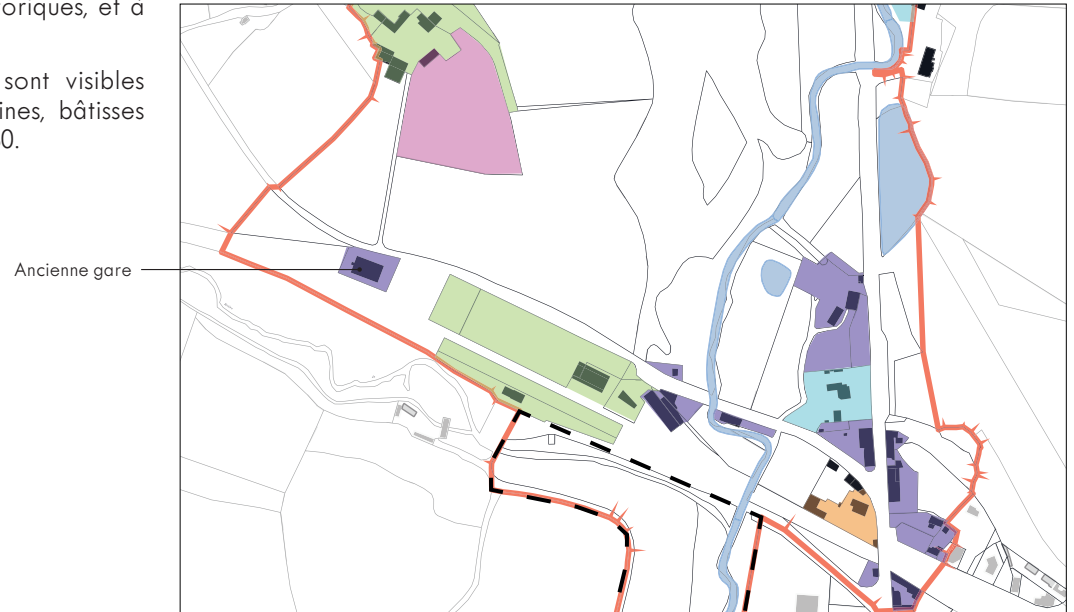 oriques, et à
sont visibles
ines, bâtisses
0.
Ancienne gare